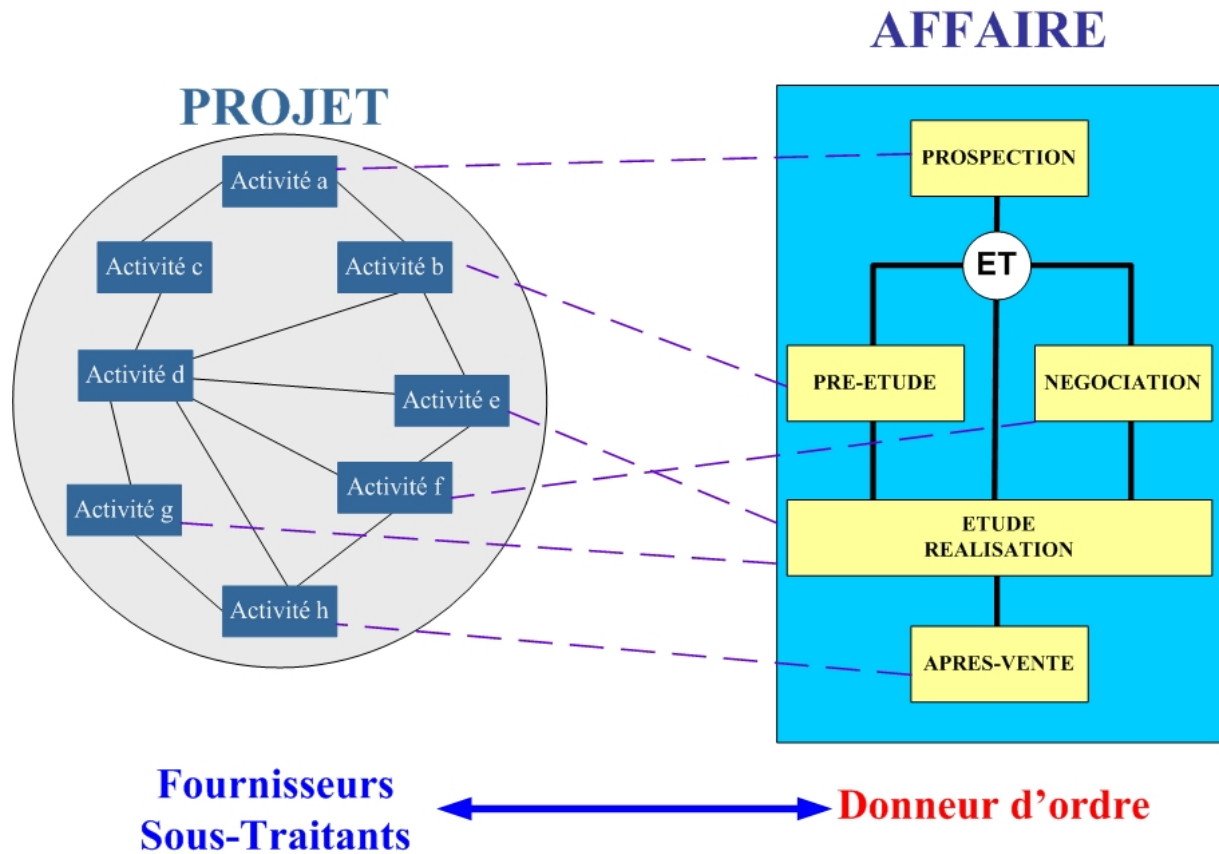 AFFAIRE
PROJET
Activité a
Activité c
Activité b
Activité d
Activité e
Activité f
Activité g
Activité h
PROSPECTION
ET
PRE-ETUDE
NEGOCIATION
ETUDE
REALISATION
APRES-VENTE
Fournisseurs
Sous-Traitants
Donneur d’ordre